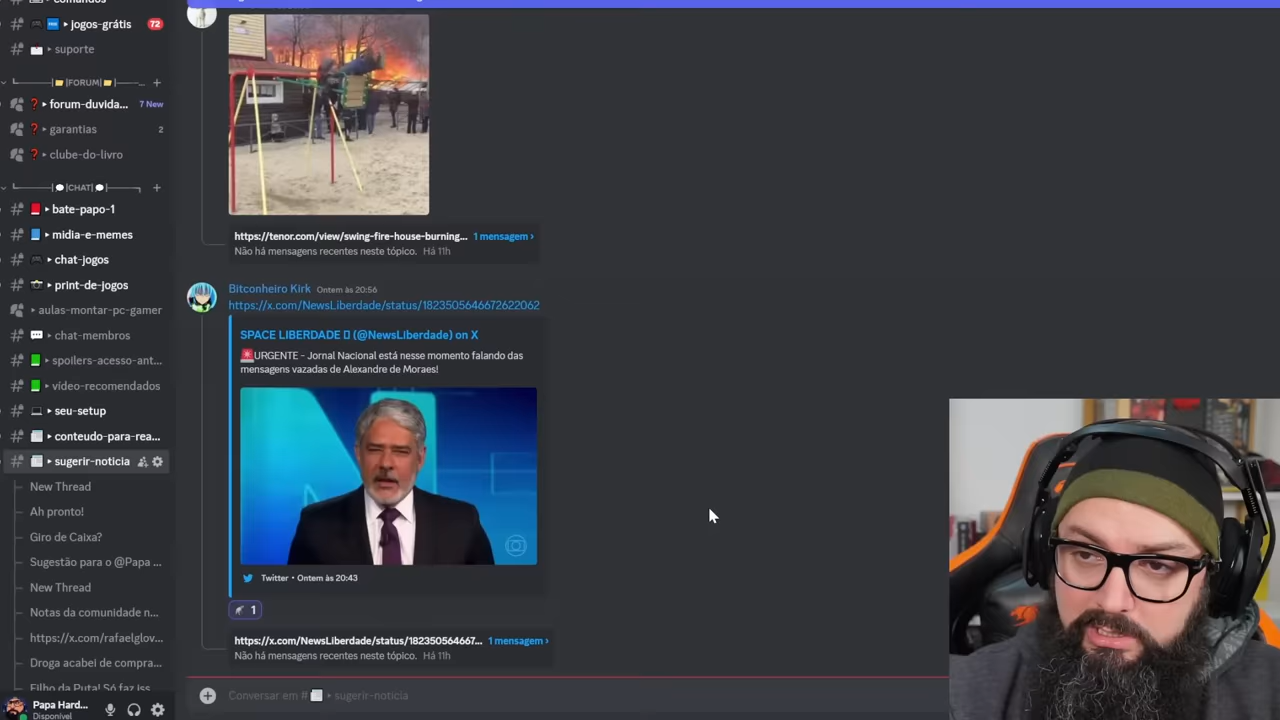 jogos-grátis
72
suporte
|FORUM|
forum-duvida...
7 New
garantias
2
clube-do-livro
|CHAT|
bate-papo-1
midia-e-memes
chat-jogos
print-de-jogos
aulas-montar-pc-gamer
chat-membros
spoilers-acesso-ant...
vídeo-recomendados
seu-setup
conteudo-para-rea...
sugerir-noticia
New Thread
Ah pronto!
Giro de Caixa?
Sugestão para o @Papa ...
New Thread
Notas da comunidade n...
https://x.com/rafaelglov...
Droga acabei de compra...
Filho da Puta! Só faz iss
Papa Hard...
Disponível
https://tenor.com/view/swing-fire-house-burning... 1 mensagem ›
Não há mensagens recentes neste tópico. Há 11h
Bitconheiro Kirk Ontem às 20:56
https://x.com/NewsLiberdade/status/1823505646672622062
SPACE LIBERDADE (@NewsLIberdade) on X
URGENTE - Jornal Nacional está nesse momento falando das
mensagens vazadas de Alexandre de Moraes!
Twitter • Ontem às 20:43
1
https://x.com/NewsLiberdade/status/182350564667... 1 mensagem ›
Não há mensagens recentes neste tópico. Há 11h
Conversar em # sugerir-noticia